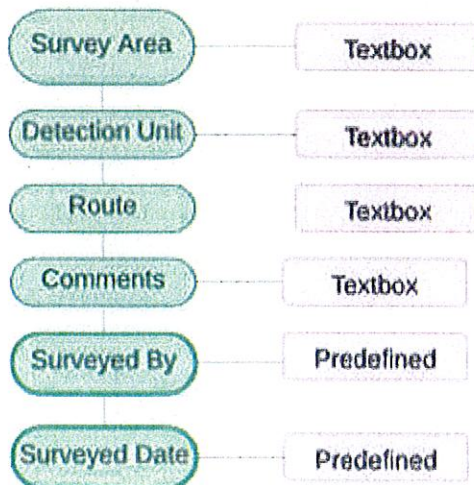 Survey Area Textbox
Detection Unit Textbox
Route Textbox
Comments Textbox
Surveyed By Predefined
Surveyed Date Predefined